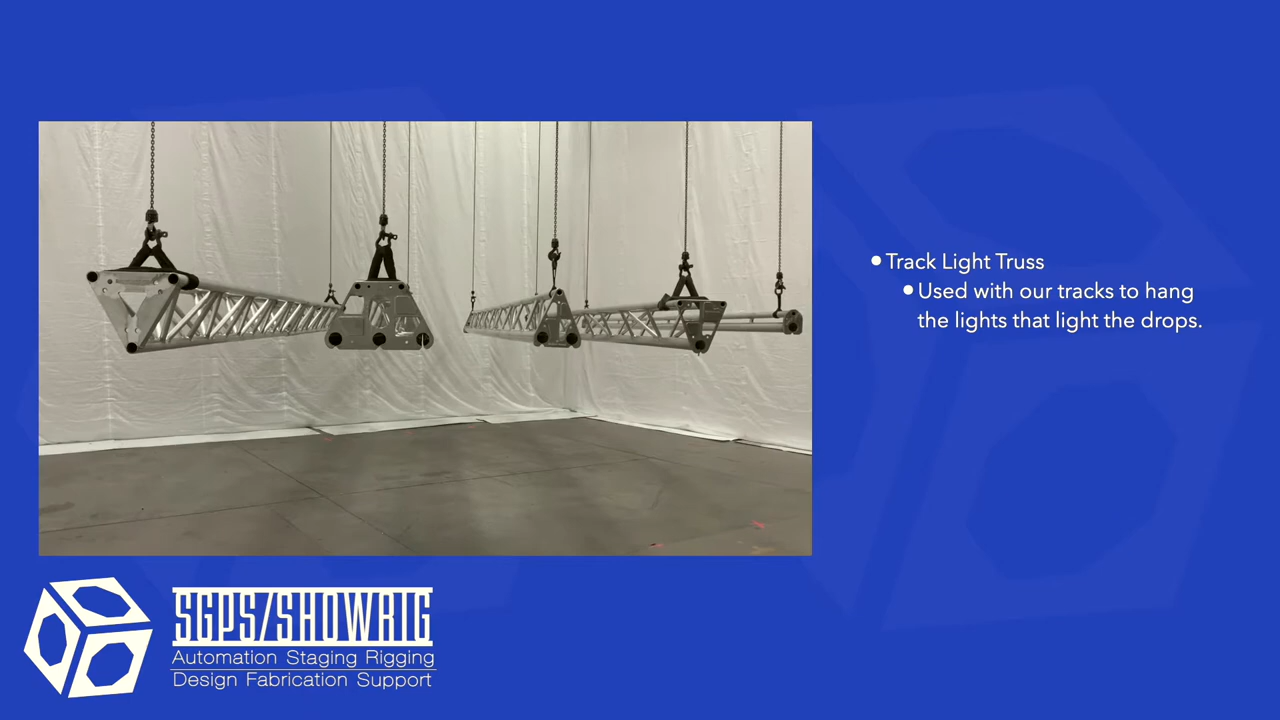 Track Light Truss
Used with our tracks to hang
the lights that light the drops.
SGPS/SHOWRIG
Automation Staging Rigging
Design Fabrication Support